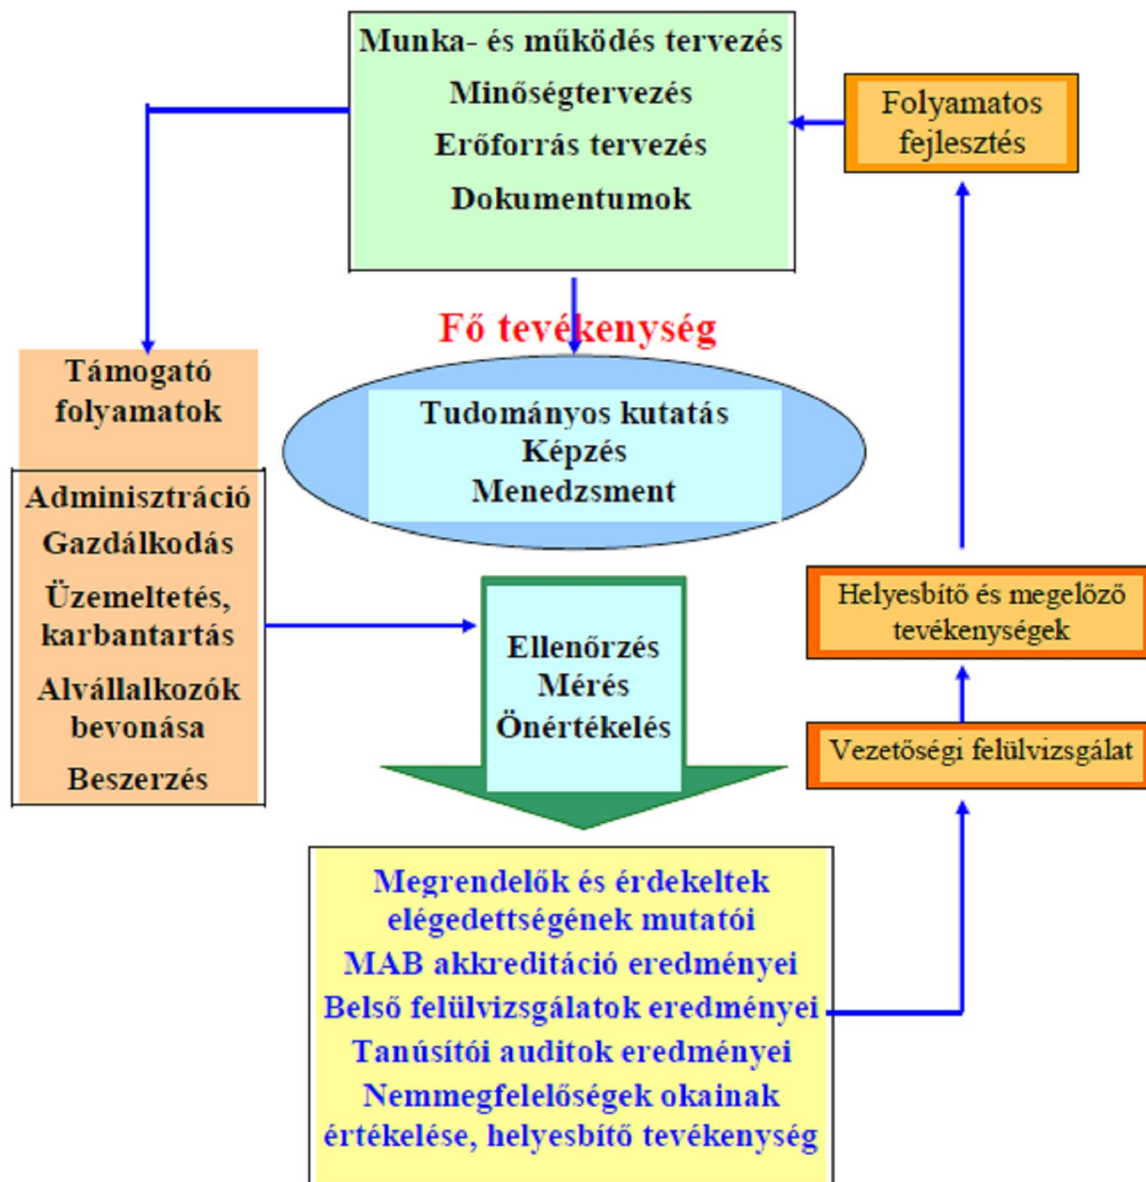 Munka- és működés tervezés
Minőségtervezés
Erőforrás tervezés
Dokumentumok
Folyamatos
fejlesztés
Fő tevékenység
Támogató
folyamatok
Tudományos kutatás
Képzés
Menedzsment
Adminisztráció
Gazdálkodás
Üzemeltetés,
karbantartás
Alvállalkozók
bevonása
Beszerzés
Ellenőrzés
Mérés
Önértékelés
Helyesbítő és megelőző
tevékenységek
Vezetőségi felülvizsgálat
Megrendelők és érdekeltek
elégedettségének mutatói
MAB akkreditáció eredményei
Belső felülvizsgálatok eredményei
Tanúsítói auditok eredményei
Nemmegfelelőségek okainak
értékelése, helyesbítő tevékenység